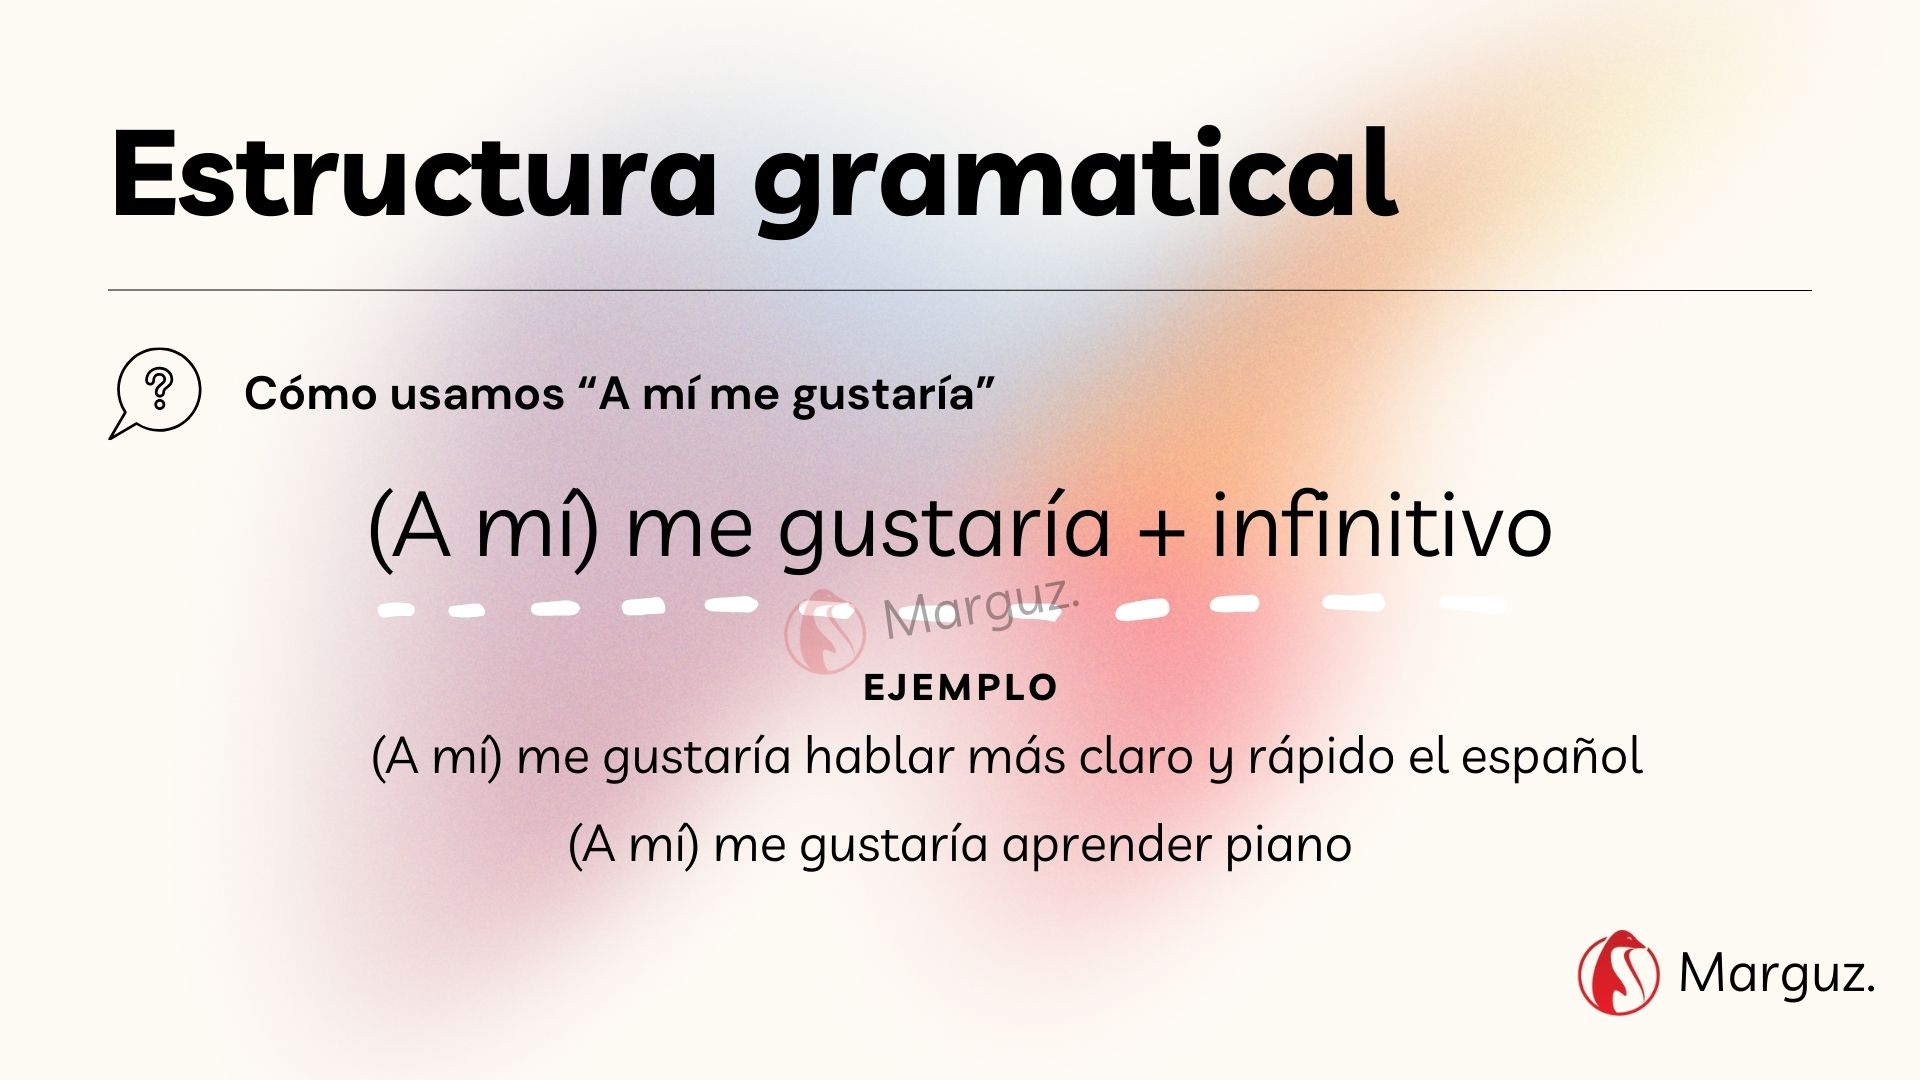 Estructura gramatical
Cómo usamos “A mí me gustaría”
(A mí) me gustaría + infinitivo
Marguz.
EJEMPLO
(A mí) me gustaría hablar más claro y rápido el español
(A mí) me gustaría aprender piano
Marguz.